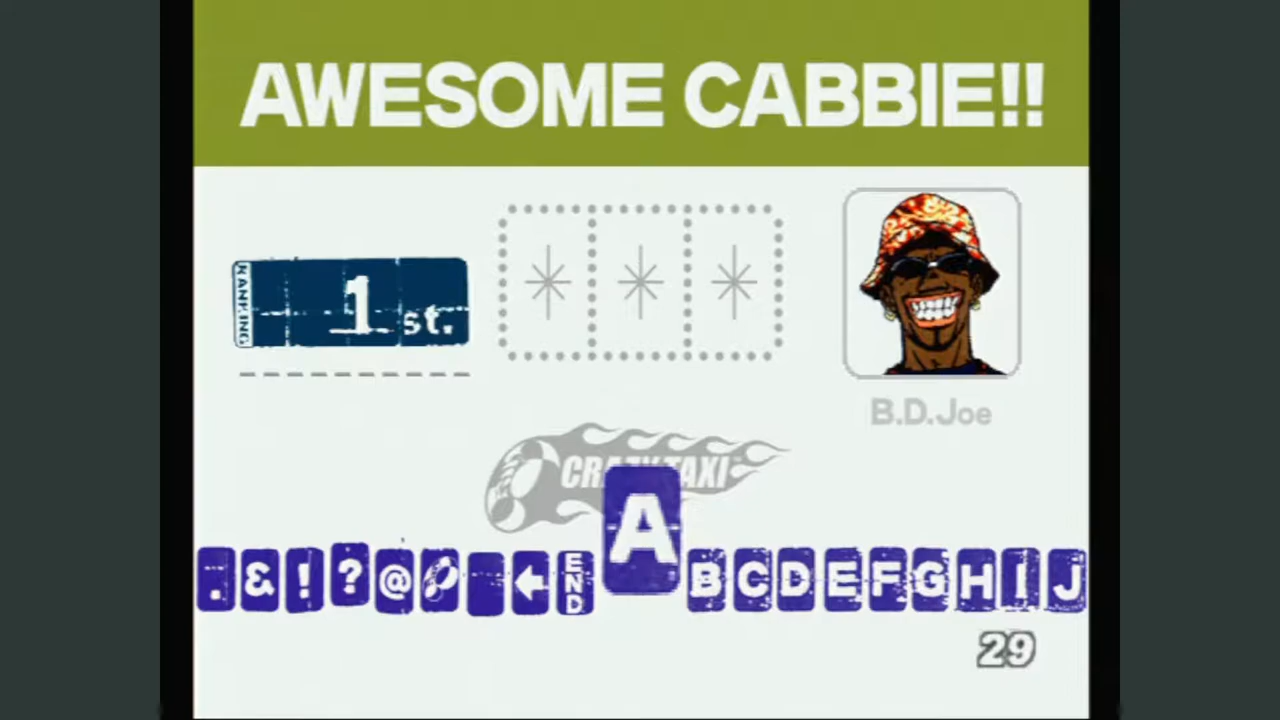 AWESOME CABBIE!!
RANKING
1st.
* * *
B.D.Joe
CRAZY TAXI
. & ! ? @ ← END A B C D E F G H I J
29